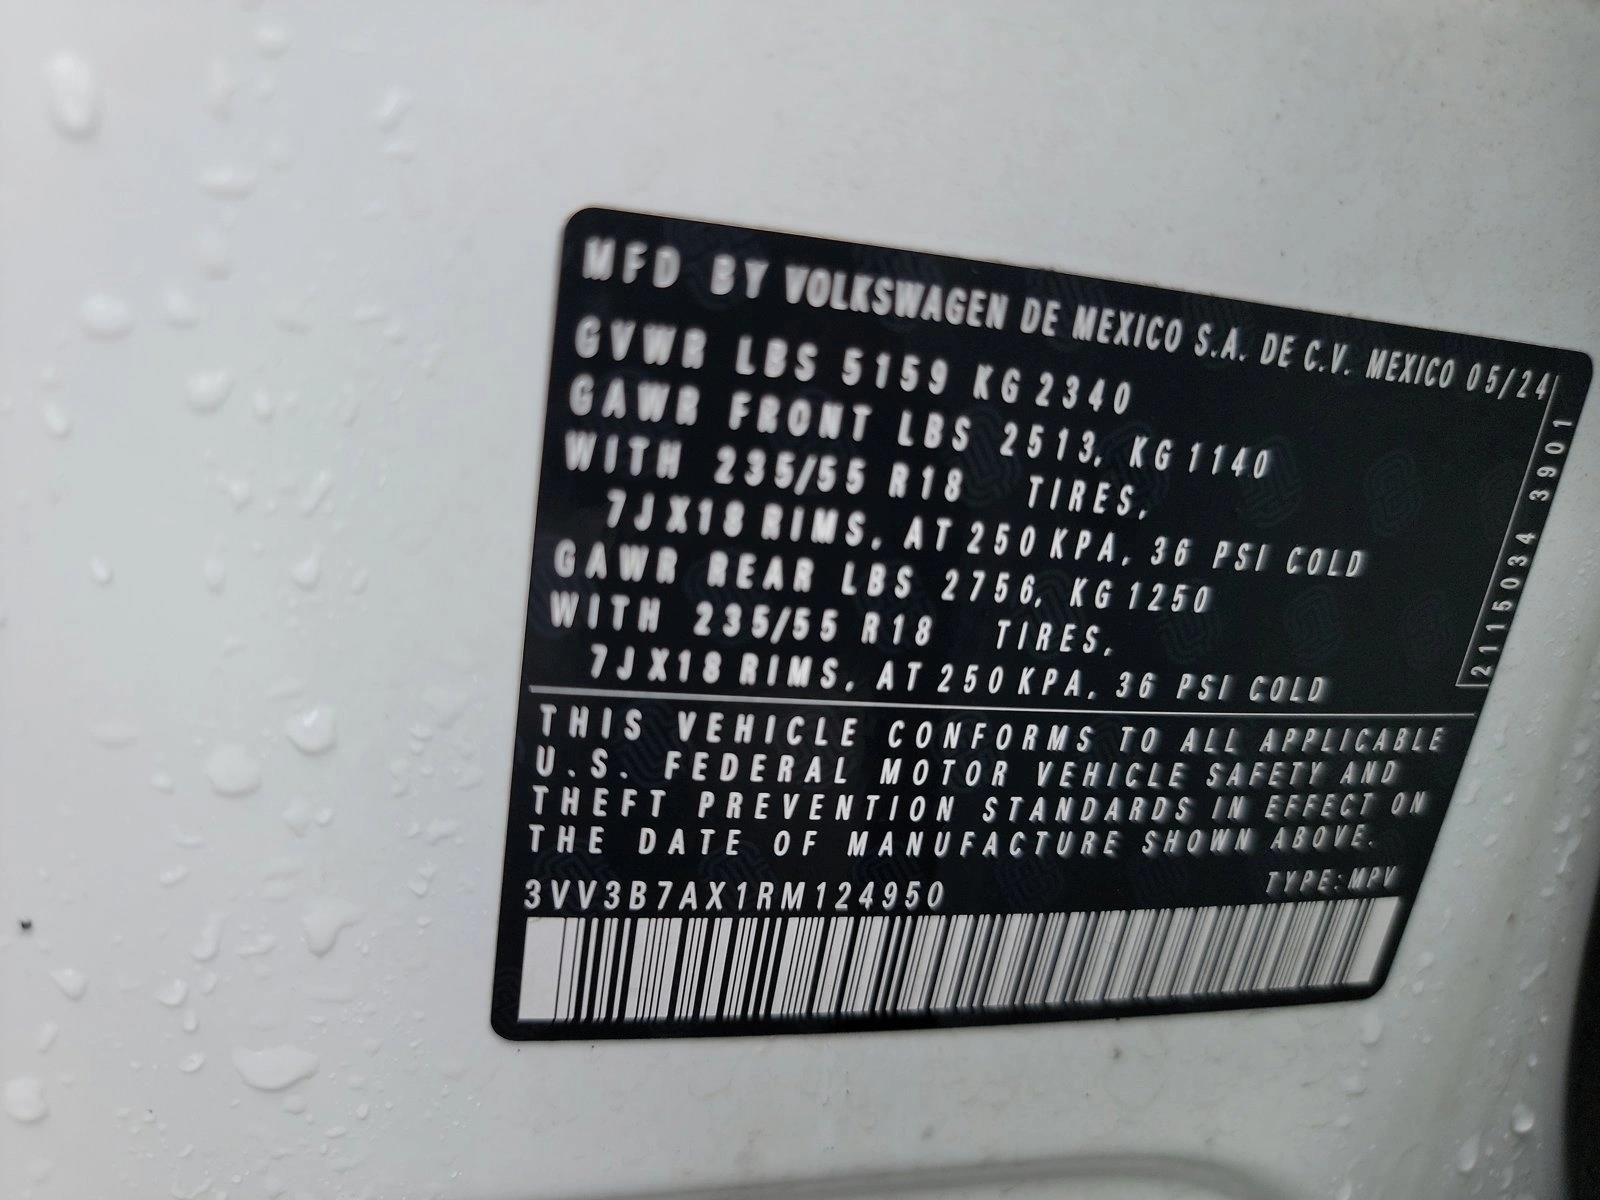 MFD BY VOLKSWAGEN DE MEXICO S.A. DE C.V. MEXICO 05/24
GVWR LBS 5159 KG 2340
GAWR FRONT LBS 2513, KG 1140
WITH 235/55 R18 TIRES,
7JX18 RIMS, AT 250 KPA, 36 PSI COLD
GAWR REAR LBS 2756, KG 1250
WITH 235/55 R18 TIRES,
7JX18 RIMS, AT 250 KPA, 36 PSI COLD
2115034 3901
THIS VEHICLE CONFORMS TO ALL APPLICABLE
U.S. FEDERAL MOTOR VEHICLE SAFETY AND
THEFT PREVENTION STANDARDS IN EFFECT ON
THE DATE OF MANUFACTURE SHOWN ABOVE.
TYPE: MPV
3VV3B7AX1RM124950